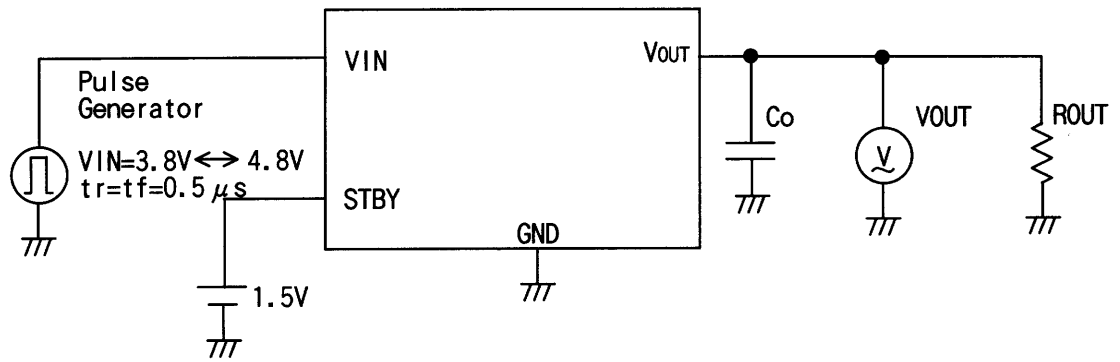 VIN
VOUT
Pulse
Generator
Co
VOUT
ROUT
V
VIN=3.8V↔4.8V
tr=tf=0.5μs
STBY
GND
1.5V